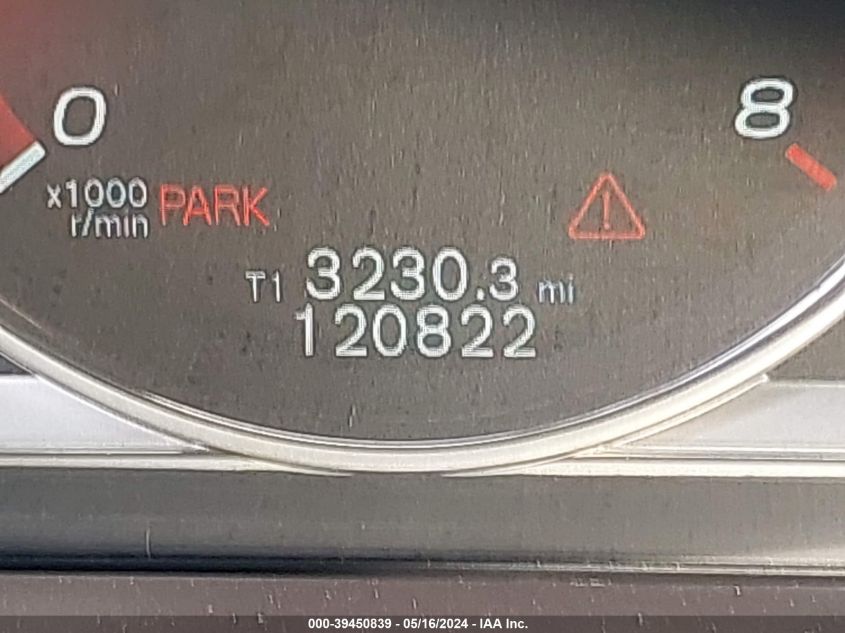 0 8
x1000 PARK
r/min
T1 3230.3 mi
120822
000-39450839 - 05/16/2024 - IAA Inc.